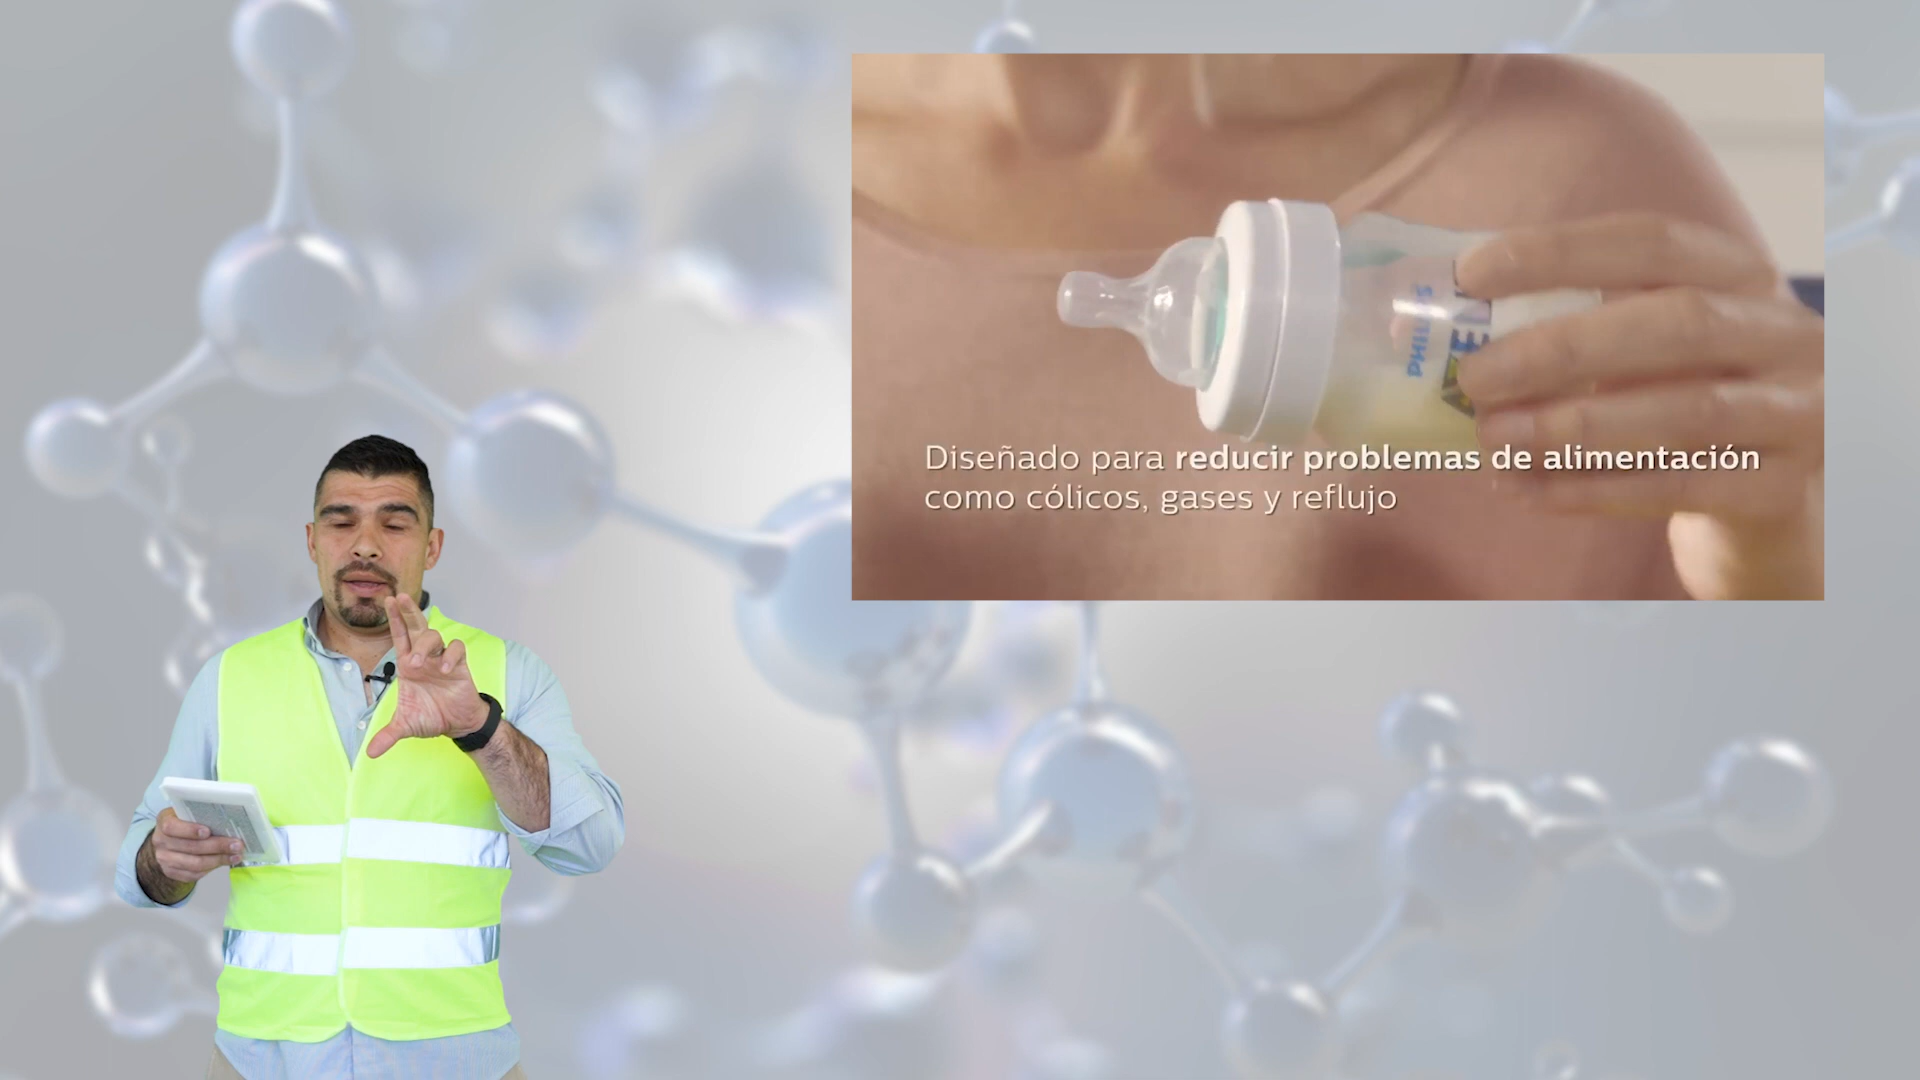 PHILIPS
Diseñado para reducir problemas de alimentación
como cólicos, gases y reflujo